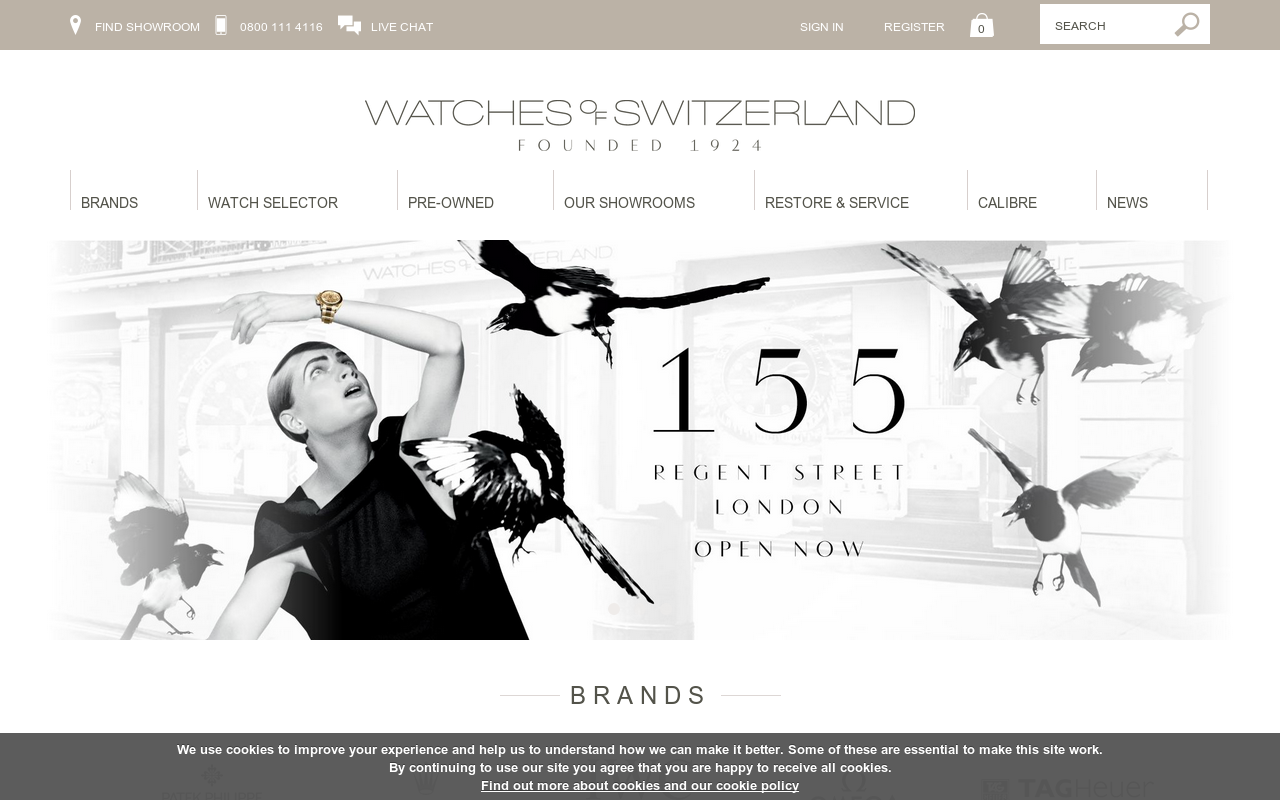 FIND SHOWROOM
0800 111 4116
LIVE CHAT
SIGN IN
REGISTER
0
SEARCH
WATCHES OF SWITZERLAND
FOUNDED 1924
BRANDS
WATCH SELECTOR
PRE-OWNED
OUR SHOWROOMS
RESTORE & SERVICE
CALIBRE
NEWS
WATCHES OF SWITZERLAND
155
REGENT STREET
LONDON
OPEN NOW
BRANDS
We use cookies to improve your experience and help us to understand how we can make it better. Some of these are essential to make this site work.
By continuing to use our site you agree that you are happy to receive all cookies.
Find out more about cookies and our cookie policy
PATEK PHILIPPE
OMEGA
TAGHeuer